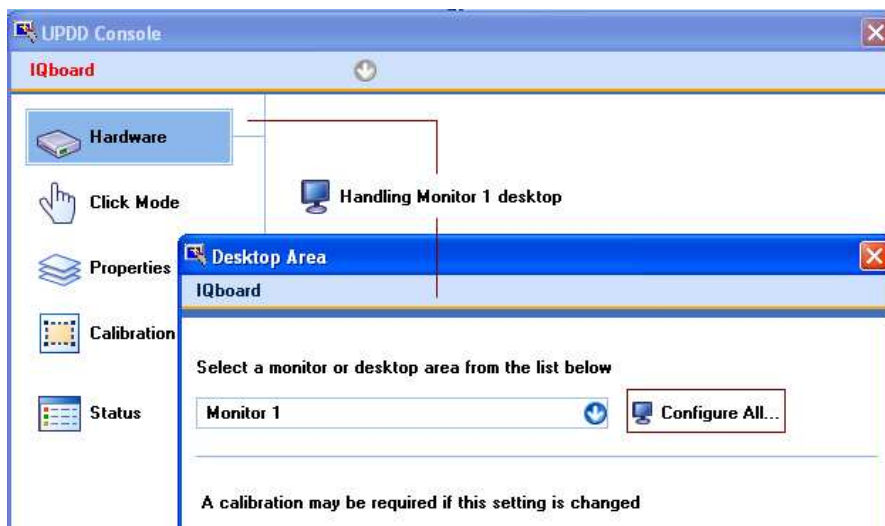 UPDD Console
IQboard
Hardware
Click Mode
Handling Monitor 1 desktop
Properties
Desktop Area
IQboard
Calibration
Select a monitor or desktop area from the list below
Status
Monitor 1
Configure All...
A calibration may be required if this setting is changed